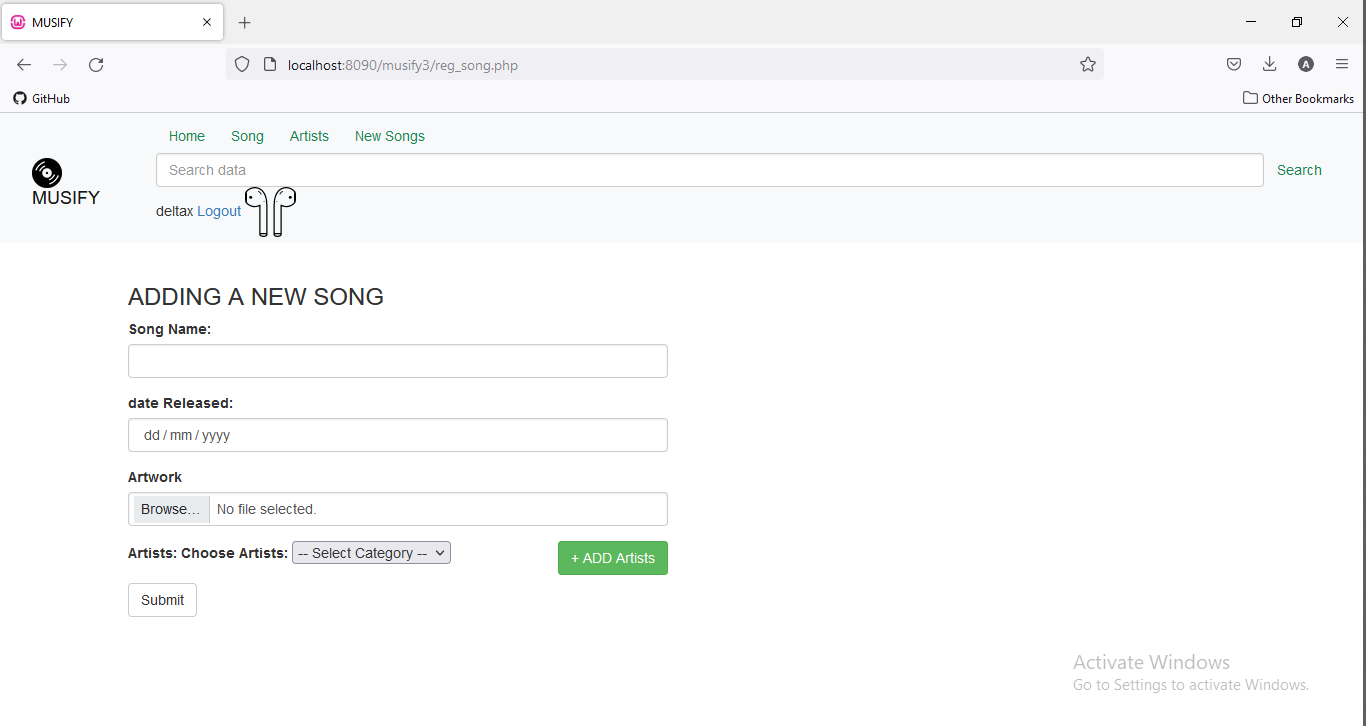 MUSIFY
localhost:8090/musify3/reg_song.php
A
GitHub
Other Bookmarks
Home Song Artists New Songs
Search data
Search
MUSIFY
deltax Logout
ADDING A NEW SONG
Song Name:
date Released:
dd / mm / yyyy
Artwork
Browse... No file selected.
Artists: Choose Artists: -- Select Category --
+ ADD Artists
Submit
Activate Windows
Go to Settings to activate Windows.